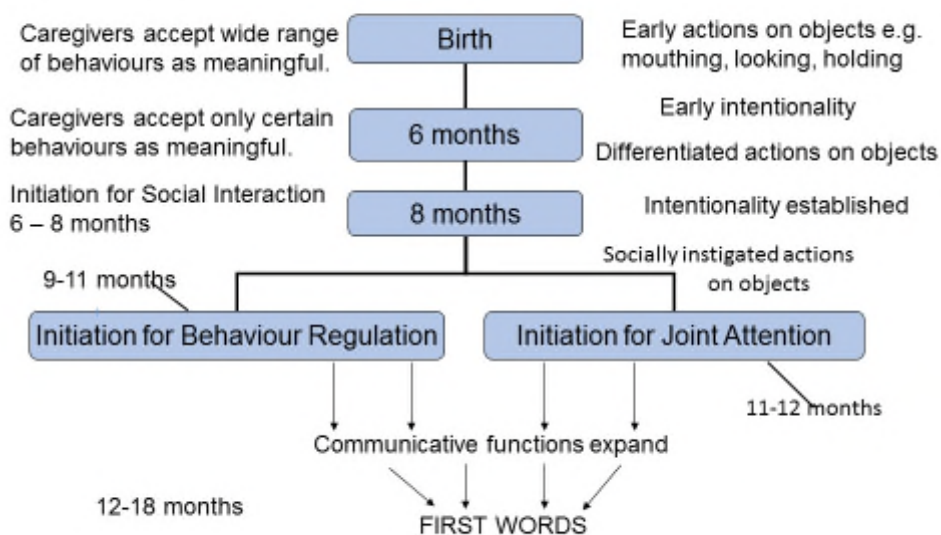 Caregivers accept wide range
of behaviours as meaningful.
Birth
Early actions on objects e.g.
mouthing, looking, holding
Caregivers accept only certain
behaviours as meaningful.
6 months
Early intentionality
Differentiated actions on objects
Initiation for Social Interaction
6 – 8 months
8 months
Intentionality established
Socially instigated actions
on objects
9-11 months
Initiation for Behaviour Regulation
Initiation for Joint Attention
11-12 months
Communicative functions expand
12-18 months
FIRST WORDS